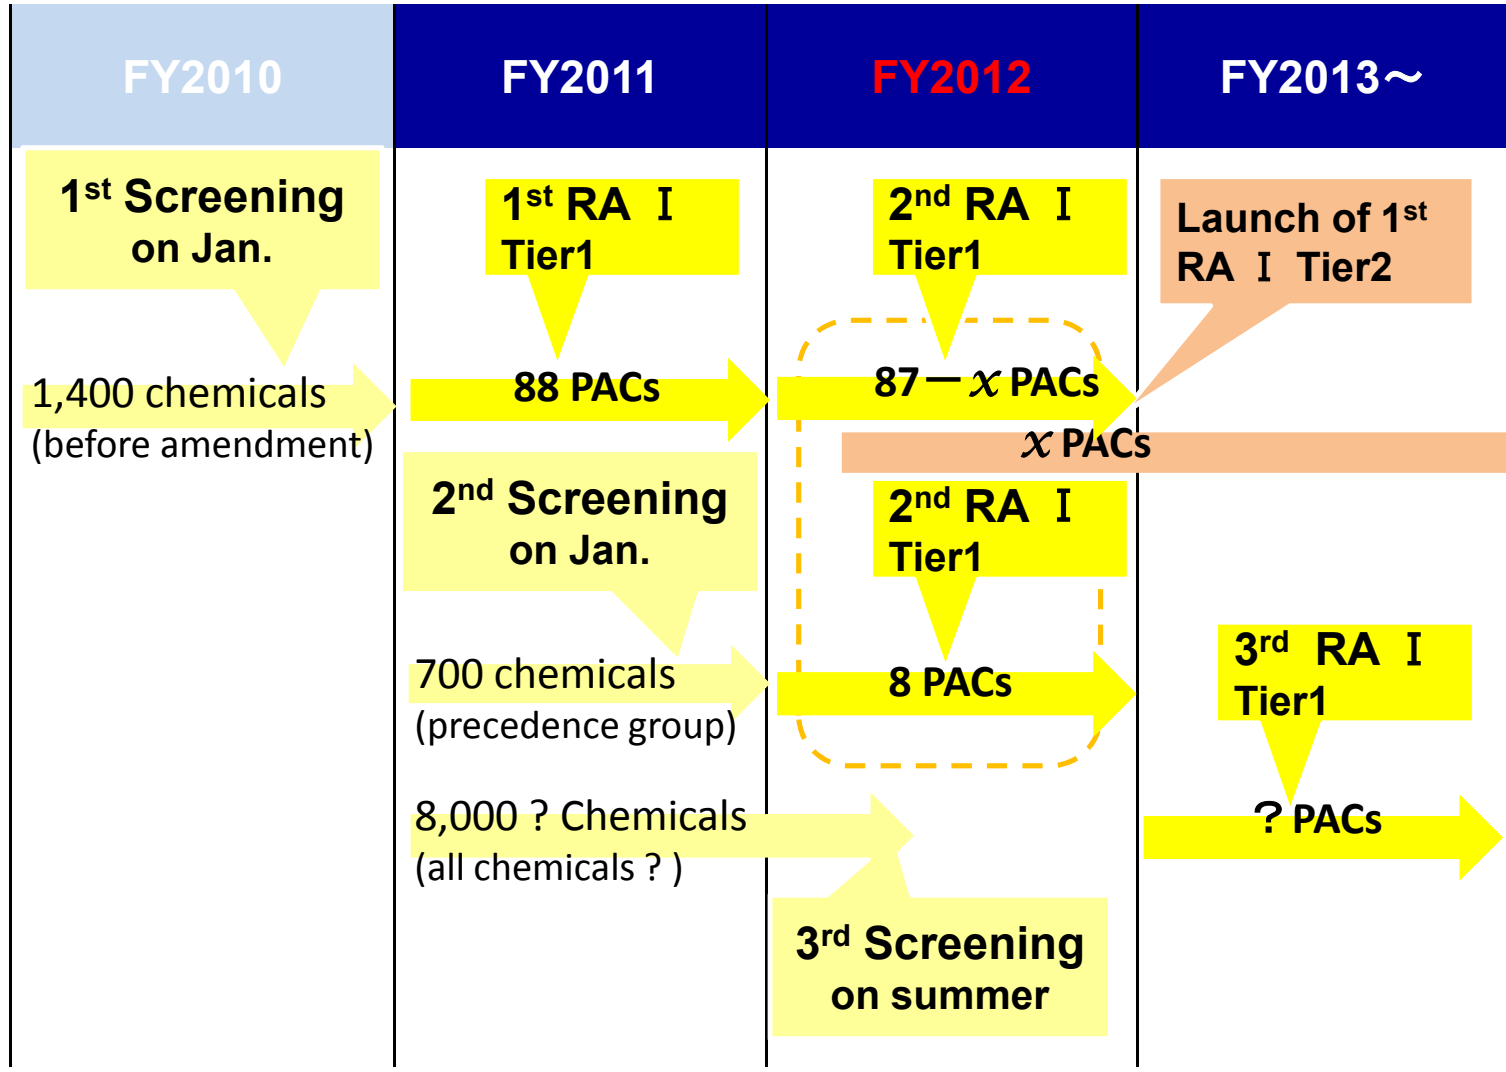 FY2010
FY2011
FY2012
FY2013～
1st Screening
on Jan.
1st RA Ⅰ
Tier1
2nd RA Ⅰ
Tier1
Launch of 1st
RA Ⅰ Tier2
1,400 chemicals
(before amendment)
88 PACs
87－x PACs
x PACs
2nd Screening
on Jan.
2nd RA Ⅰ
Tier1
700 chemicals
(precedence group)
8 PACs
3rd RA Ⅰ
Tier1
8,000 ? Chemicals
(all chemicals ? )
？PACs
3rd Screening
on summer